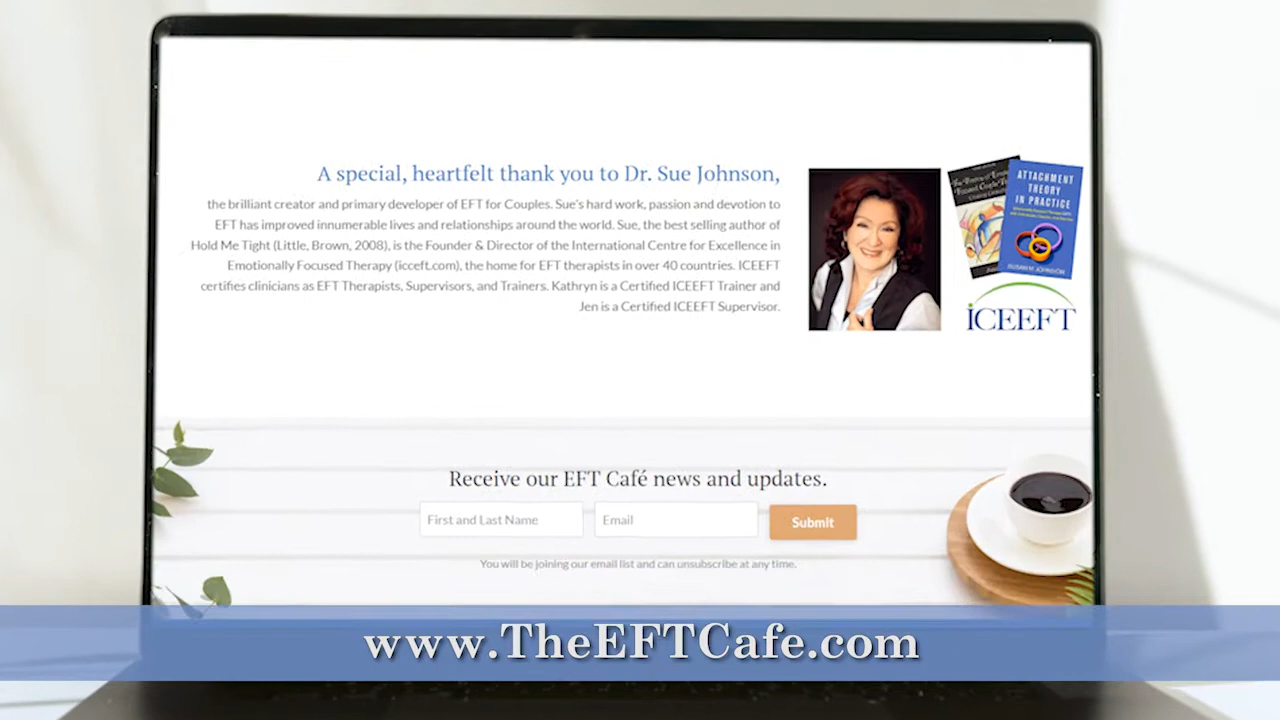 A special, heartfelt thank you to Dr. Sue Johnson,
the brilliant creator and primary developer of EFT for Couples. Sue's hard work, passion and devotion to
EFT has improved innumerable lives and relationships around the world. Sue, the best selling author of
Hold Me Tight (Little, Brown, 2008), is the Founder & Director of the International Centre for Excellence in
Emotionally Focused Therapy (icceft.com), the home for EFT therapists in over 40 countries. ICEEFT
certifies clinicians as EFT Therapists, Supervisors, and Trainers. Kathryn is a Certified ICEEFT Trainer and
Jen is a Certified ICEEFT Supervisor.
ATTACHMENT
THEORY
IN PRACTICE
SUSAN M. JOHNSON
iCEEFT
Receive our EFT Café news and updates.
First and Last Name
Email
Submit
You will be joining our email list and can unsubscribe at any time.
www.TheEFTCafe.com